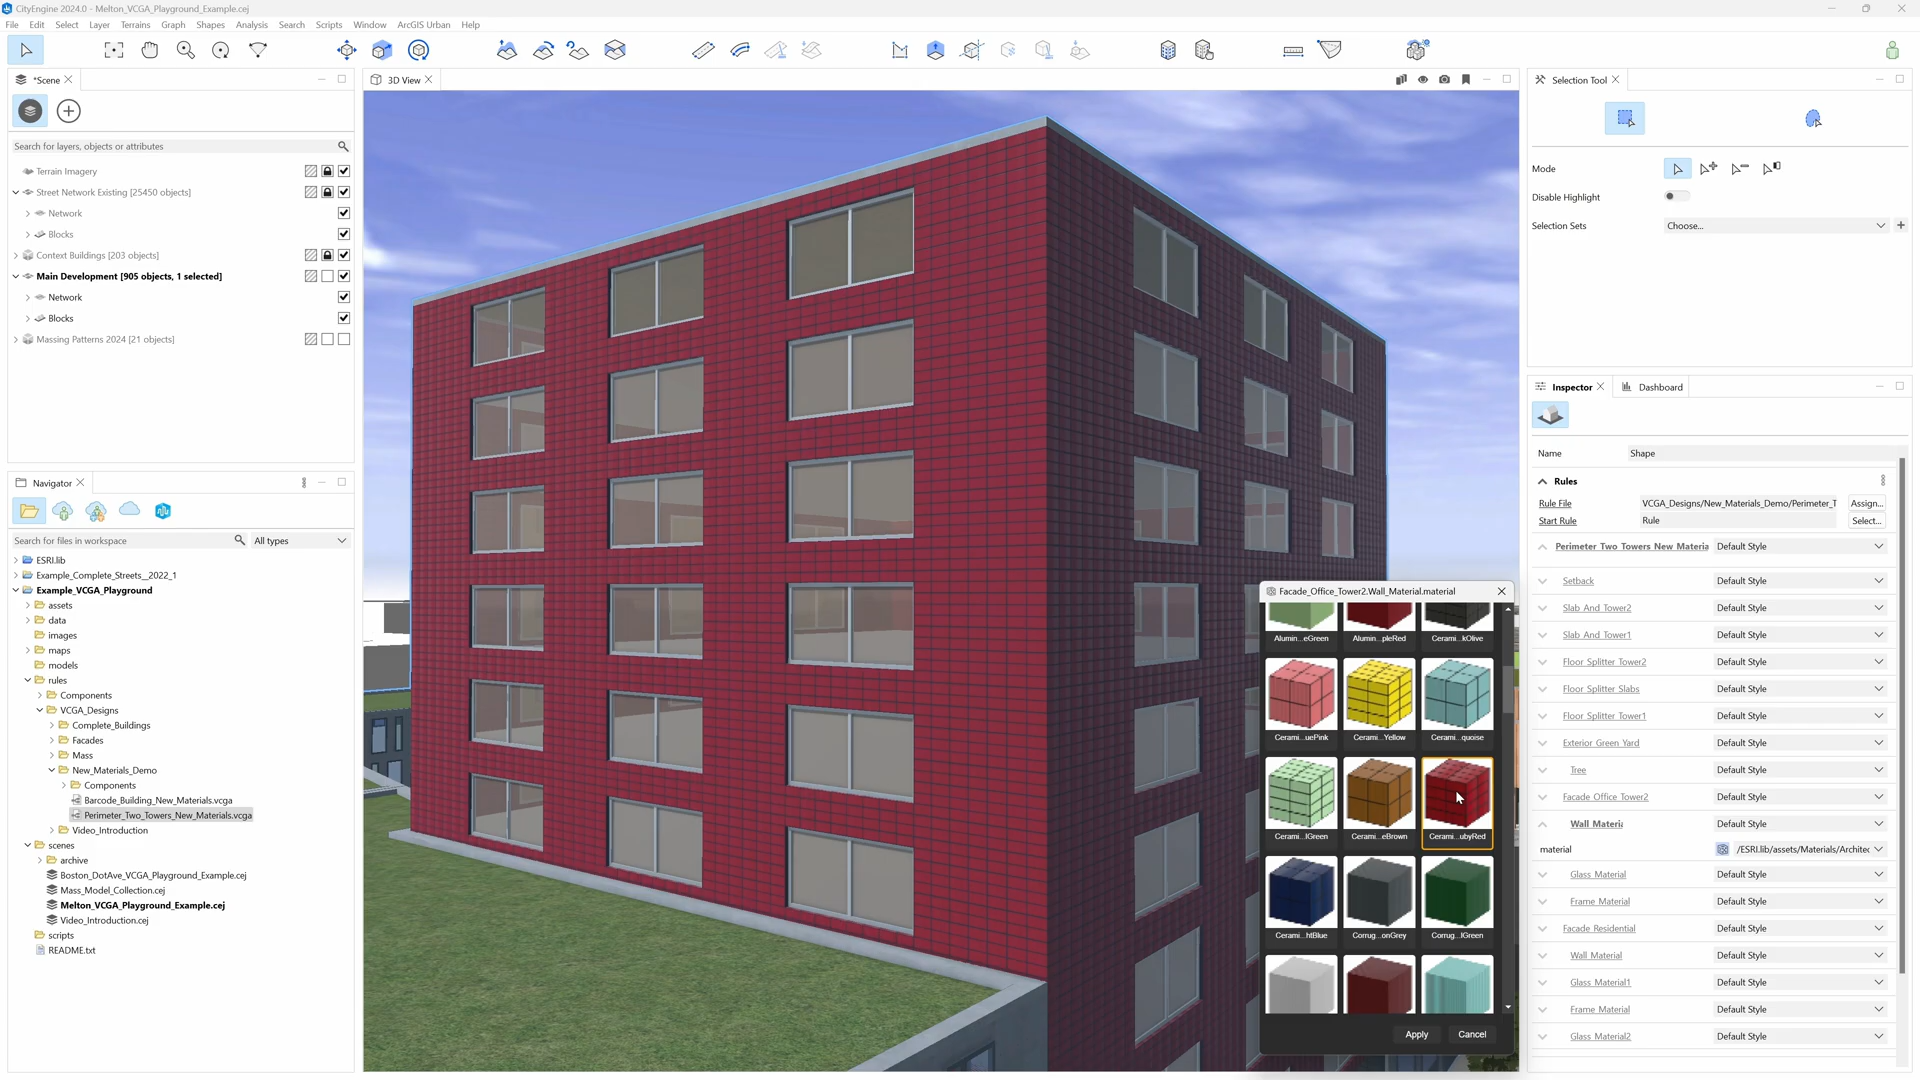 CityEngine 2024.0 - Melton_VCGA_Playground_Example.cej
File Edit Select Layer Terrains Graph Shapes Analysis Search Scripts Window ArcGIS Urban Help
*Scene
Search for layers, objects or attributes
Terrain Imagery
Street Network Existing [25450 objects]
Network
Blocks
Context Buildings [203 objects]
Main Development [905 objects, 1 selected]
Network
Blocks
Massing Patterns 2024 [21 objects]
Navigator
Search for files in workspace
All types
ESRI.lib
Example_Complete_Streets_2022_1
Example_VCGA_Playground
assets
data
images
maps
models
rules
Components
VCGA_Designs
Complete_Buildings
Facades
Mass
New_Materials_Demo
Components
Barcode_Building_New_Materials.vcga
Perimeter_Two_Towers_New_Materials.vcga
Video_Introduction
scenes
archive
Boston_DotAve_VCGA_Playground_Example.cej
Mass_Model_Collection.cej
Melton_VCGA_Playground_Example.cej
Video_Introduction.cej
scripts
README.txt
3D View
Facade_Office_Tower2.Wall_Material.material
Alumin...eGreen Alumin...pleRed Cerami...kOlive
Cerami...uePink Cerami...Yellow Cerami...quoise
Cerami...lGreen Cerami...eBrown Cerami...ubyRed
Cerami...htBlue Corrug...onGrey Corrug...lGreen
Apply Cancel
Selection Tool
Mode
Disable Highlight
Selection Sets Choose...
Inspector Dashboard
Name Shape
Rules
Rule File VCGA_Designs/New_Materials_Demo/Perimeter_T Assign...
Start Rule Rule Select...
Perimeter Two Towers New Materia Default Style
Setback Default Style
Slab And Tower2 Default Style
Slab And Tower1 Default Style
Floor Splitter Tower2 Default Style
Floor Splitter Slabs Default Style
Floor Splitter Tower1 Default Style
Exterior Green Yard Default Style
Tree Default Style
Facade Office Tower2 Default Style
Wall Materi Default Style
material /ESRI.lib/assets/Materials/Architec
Glass Material Default Style
Frame Material Default Style
Facade Residential Default Style
Wall Material Default Style
Glass Material1 Default Style
Frame Material Default Style
Glass Material2 Default Style